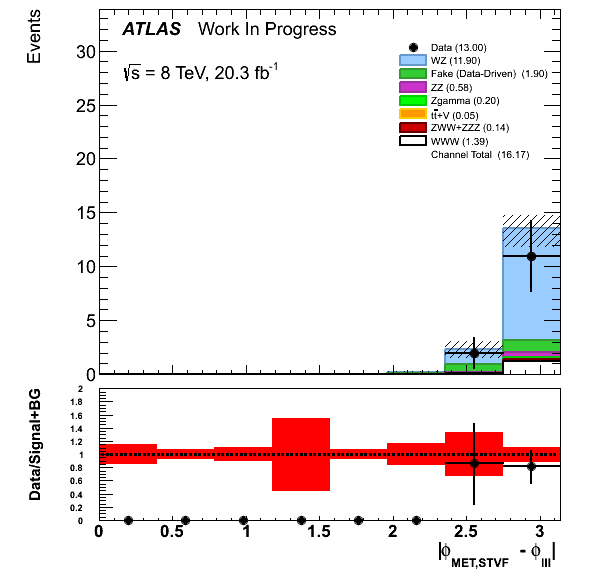 Events
ATLAS Work In Progress
√s = 8 TeV, 20.3 fb⁻¹
Data (13.00)
WZ (11.90)
Fake (Data-Driven) (1.90)
ZZ (0.58)
Zgamma (0.20)
tt̄+V (0.05)
ZWW+ZZZ (0.14)
WWW (1.39)
Channel Total (16.17)
30
25
20
15
10
5
0
Data/Signal+BG
2
1.8
1.6
1.4
1.2
1
0.8
0.6
0.4
0.2
0
0 0.5 1 1.5 2 2.5 3
|ϕMET,STVF - ϕlll|